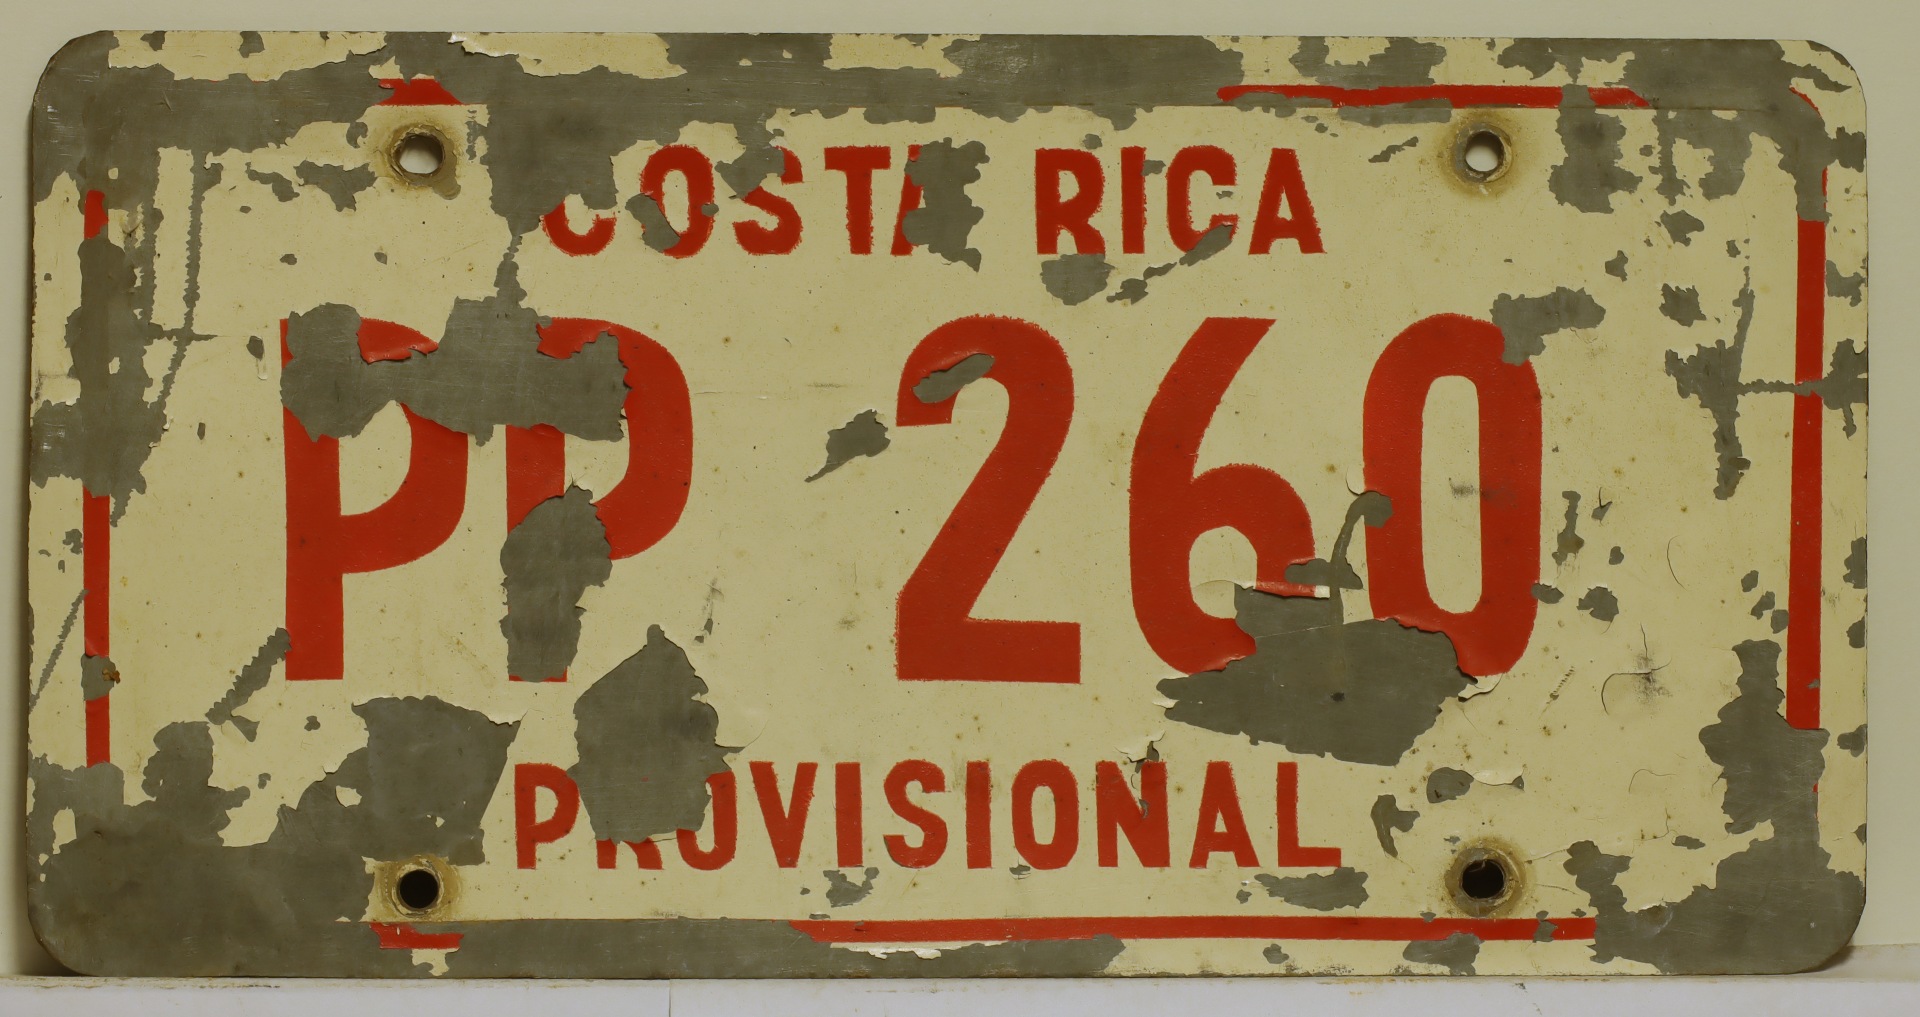 COSTA RICA
PP 260
PROVISIONAL